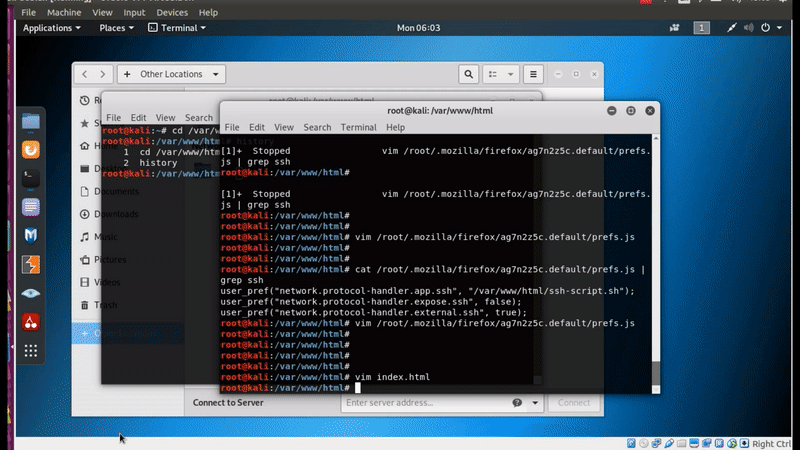 File Machine View Input Devices Help
Applications Places Terminal Mon 06:03 1
Other Locations
File Edit View Search
root@kali:~# cd /var/w
root@kali:/var/www/html# history
1 cd /var/www/htm
2 history
root@kali:/var/www/htm
Documents
Downloads
Music
Pictures
Videos
Trash
Connect to Server
Enter server address...
Connect
root@kali: /var/www/html
File Edit View Search Terminal Help
[1]+ Stopped vim /root/.mozilla/firefox/ag7n2z5c.default/prefs.
js | grep ssh
root@kali:/var/www/html#
[1]+ Stopped vim /root/.mozilla/firefox/ag7n2z5c.default/prefs.
js | grep ssh
root@kali:/var/www/html#
root@kali:/var/www/html#
root@kali:/var/www/html# vim /root/.mozilla/firefox/ag7n2z5c.default/prefs.js
root@kali:/var/www/html#
root@kali:/var/www/html#
root@kali:/var/www/html# cat /root/.mozilla/firefox/ag7n2z5c.default/prefs.js |
grep ssh
user_pref("network.protocol-handler.app.ssh", "/var/www/html/ssh-script.sh");
user_pref("network.protocol-handler.expose.ssh", false);
user_pref("network.protocol-handler.external.ssh", true);
root@kali:/var/www/html# vim /root/.mozilla/firefox/ag7n2z5c.default/prefs.js
root@kali:/var/www/html#
root@kali:/var/www/html#
root@kali:/var/www/html#
root@kali:/var/www/html#
root@kali:/var/www/html# vim index.html
root@kali:/var/www/html#
Right Ctrl